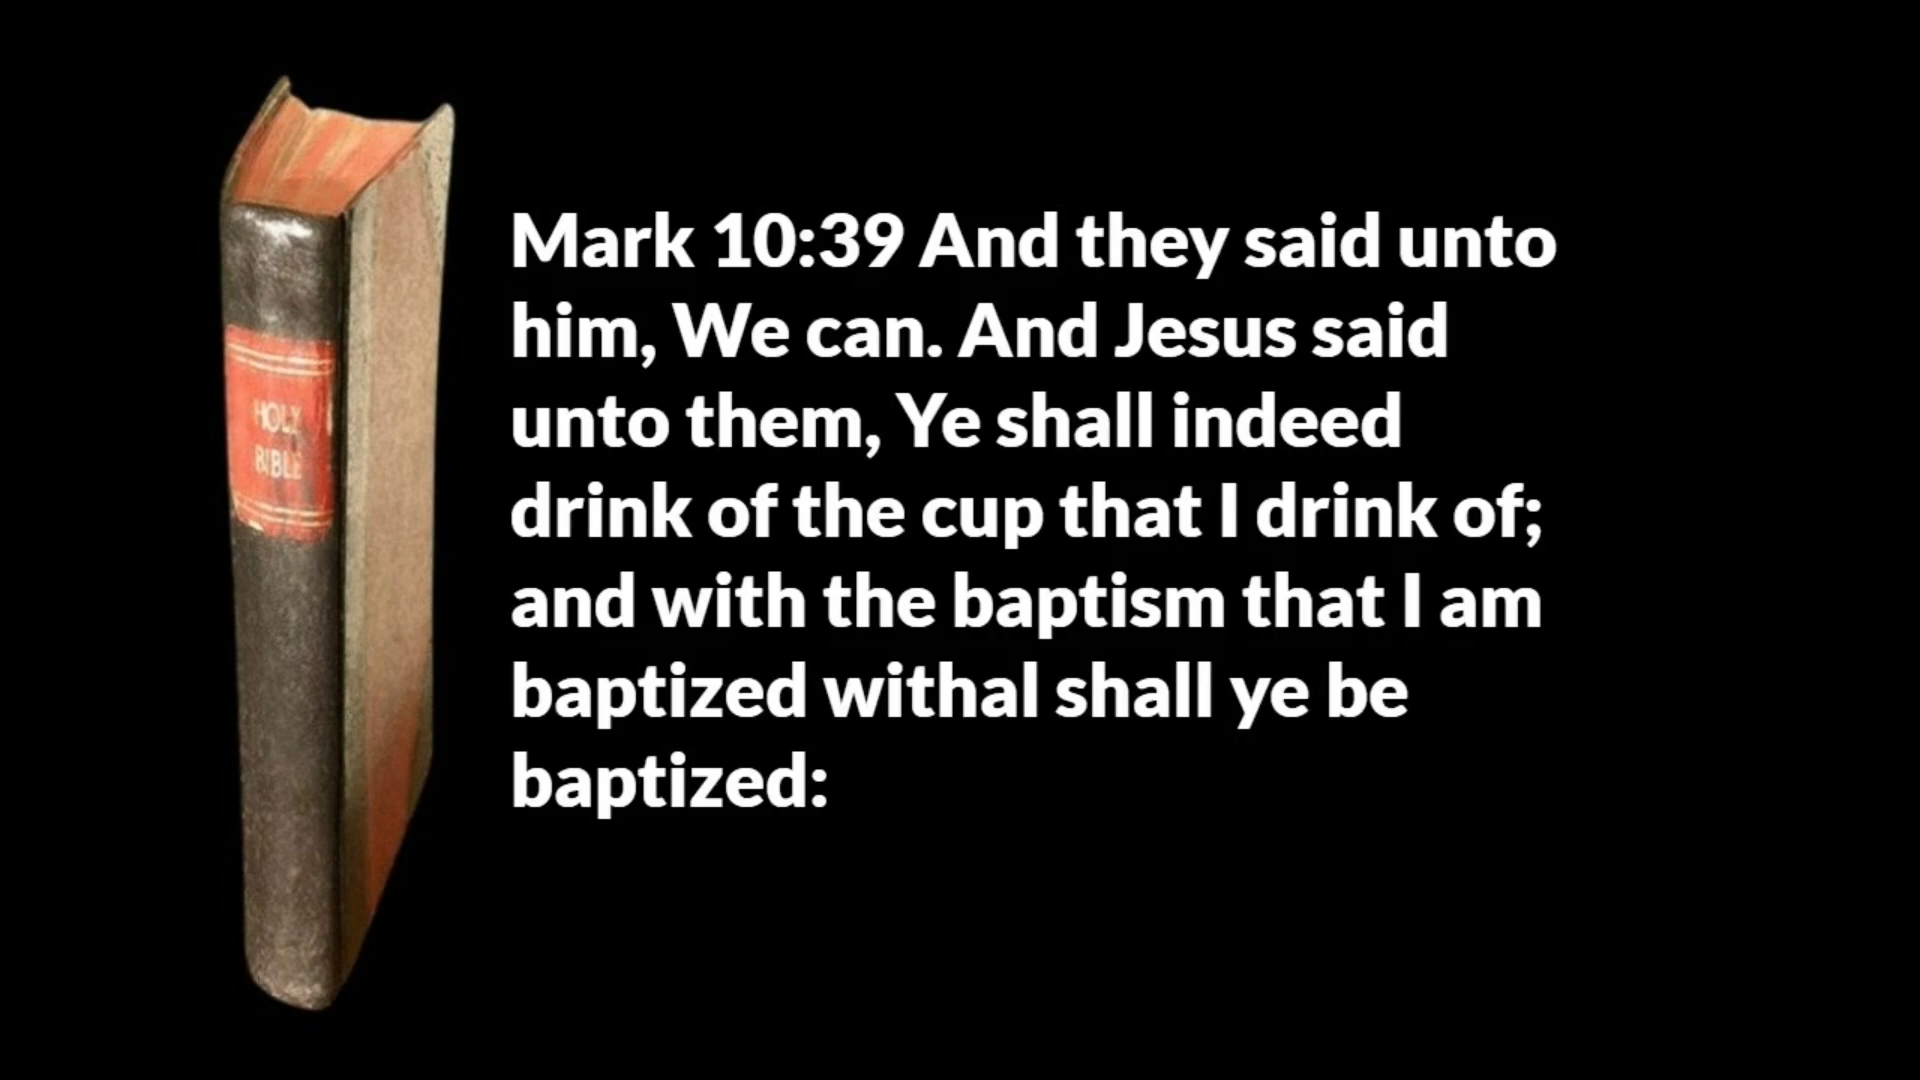 HOLY
BIBLE
Mark 10:39 And they said unto
him, We can. And Jesus said
unto them, Ye shall indeed
drink of the cup that I drink of;
and with the baptism that I am
baptized withal shall ye be
baptized: